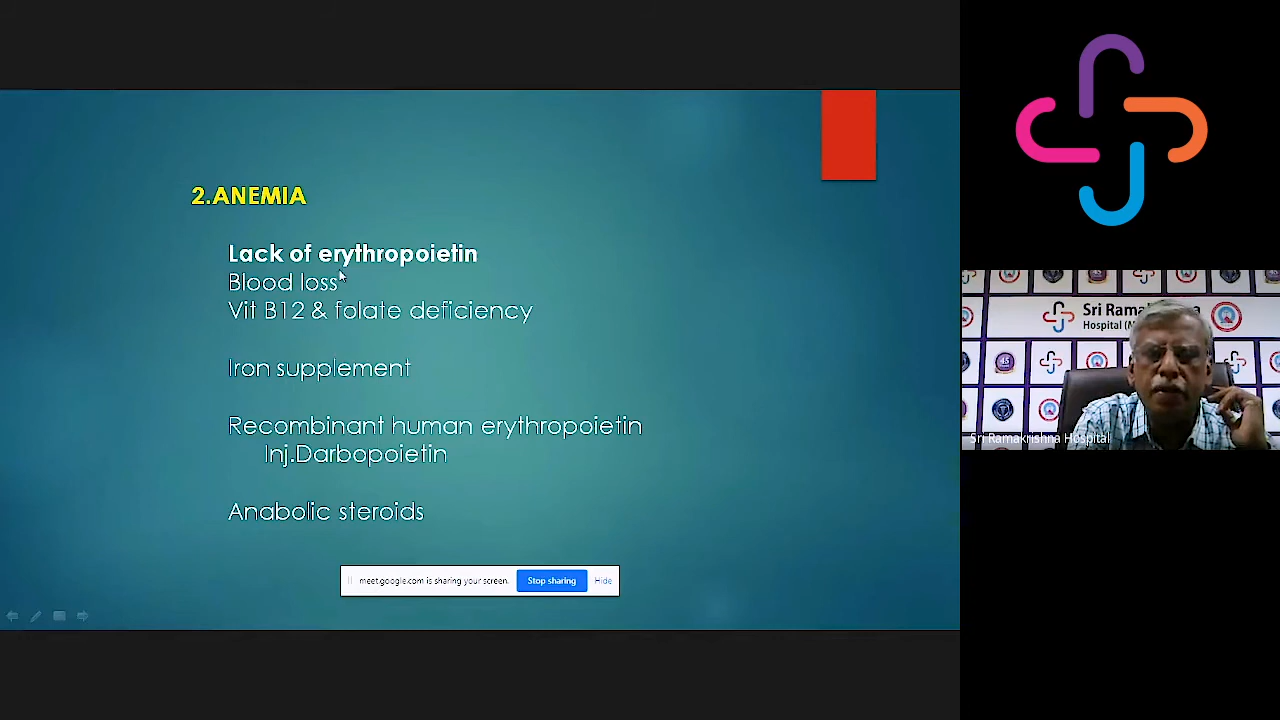 2.ANEMIA
Lack of erythropoietin
Blood loss
Vit B12 & folate deficiency
Iron supplement
Recombinant human erythropoietin
Inj.Darbopoietin
Anabolic steroids
meet.google.com is sharing your screen.
Stop sharing
Hide
Sri Rama
Hospital
Sri Ramakrishna Hospital